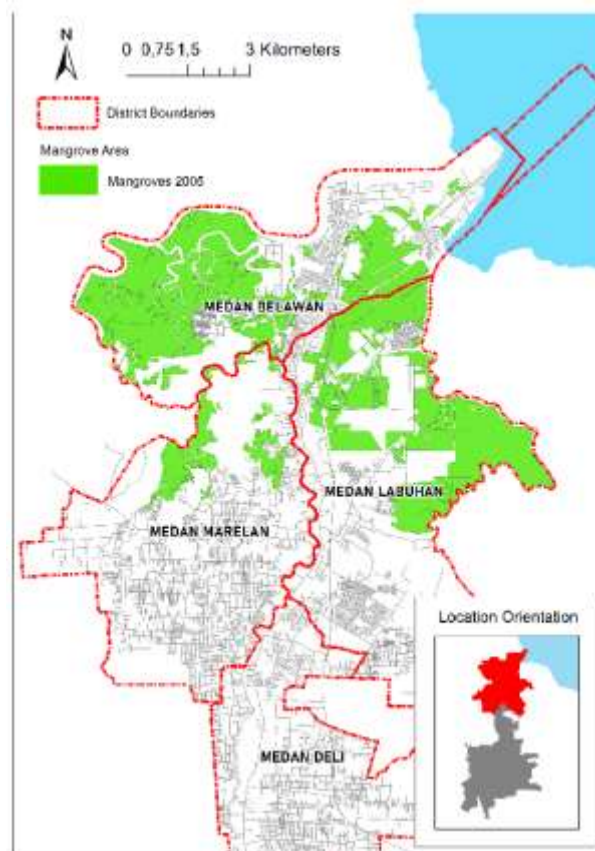 N
0 0,75 1,5 3 Kilometers
District Boundaries
Mangrove Area
Mangroves 2005
MEDAN BELAWAN
MEDAN LABUHAN
MEDAN MARELAN
Location Orientation
MEDAN DELI